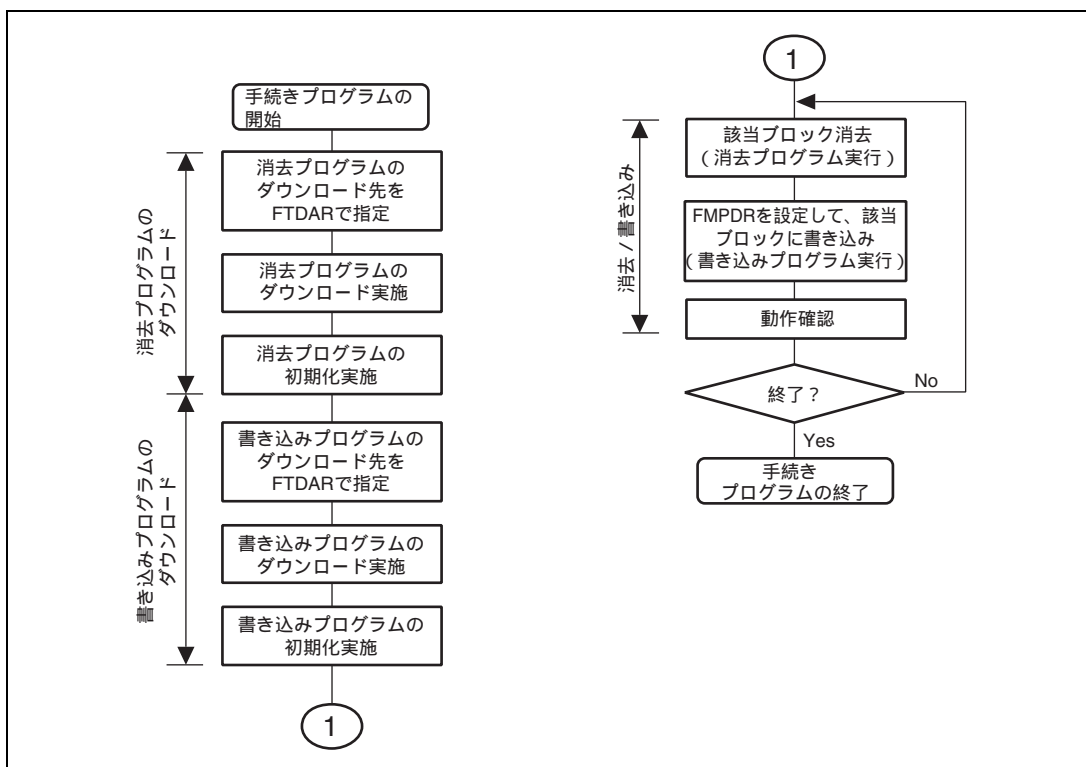 手続きプログラムの
開始
消去プログラムの
ダウンロード
消去プログラムの
ダウンロード先を
FTDARで指定
消去プログラムの
ダウンロード実施
消去プログラムの
初期化実施
書き込みプログラムの
ダウンロード
書き込みプログラムの
ダウンロード先を
FTDARで指定
書き込みプログラムの
ダウンロード実施
書き込みプログラムの
初期化実施
1
1
消去 / 書き込み
該当ブロック消去
( 消去プログラム実行 )
FMPDRを設定して、該当
ブロックに書き込み
( 書き込みプログラム実行 )
動作確認
終了?
No
Yes
手続き
プログラムの終了